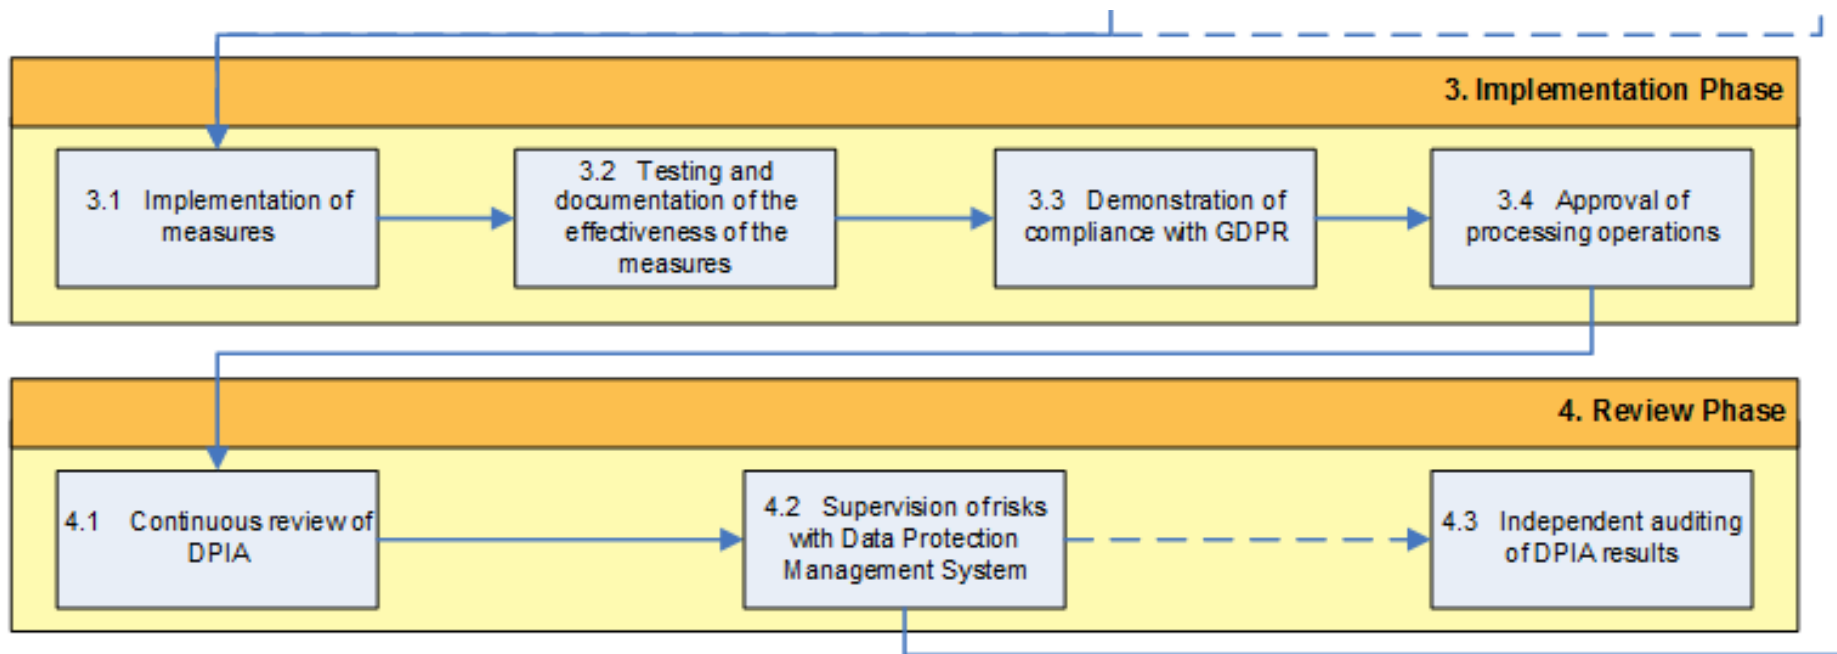 3. Implementation Phase
3.1 Implementation of
measures
3.2 Testing and
documentation of the
effectiveness of the
measures
3.3 Demonstration of
compliance with GDPR
3.4 Approval of
processing operations
4. Review Phase
4.1 Continuous review of
DPIA
4.2 Supervision of risks
with Data Protection
Management System
4.3 Independent auditing
of DPIA results